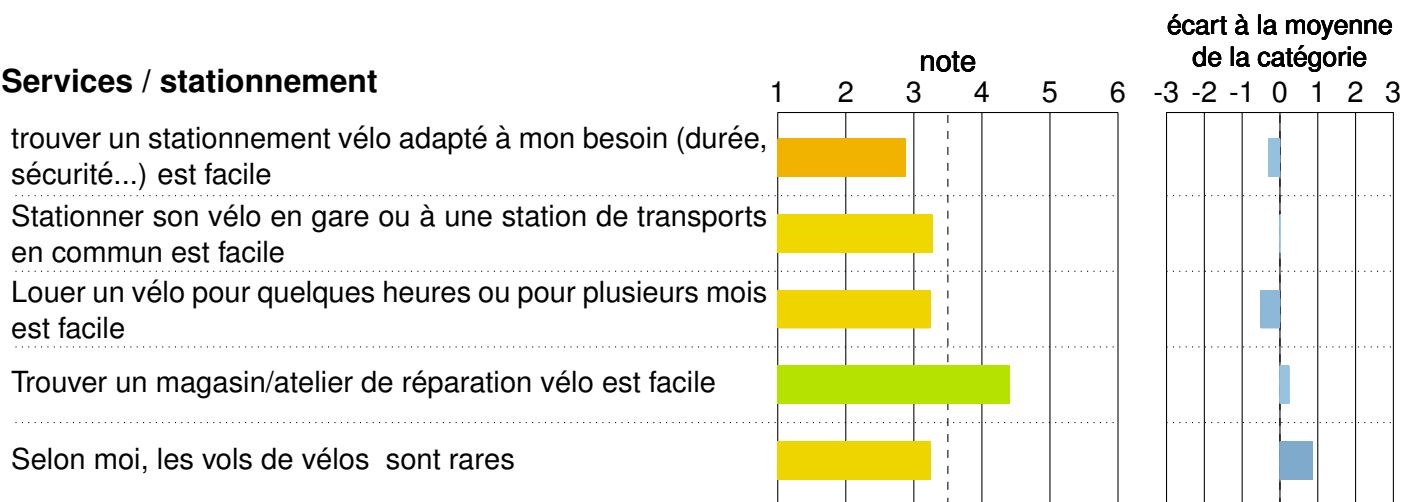 écart à la moyenne
note de la catégorie
Services / stationnement
1 2 3 4 5 6 -3 -2 -1 0 1 2 3
trouver un stationnement vélo adapté à mon besoin (durée,
sécurité...) est facile
Stationner son vélo en gare ou à une station de transports
en commun est facile
Louer un vélo pour quelques heures ou pour plusieurs mois
est facile
Trouver un magasin/atelier de réparation vélo est facile
Selon moi, les vols de vélos sont rares